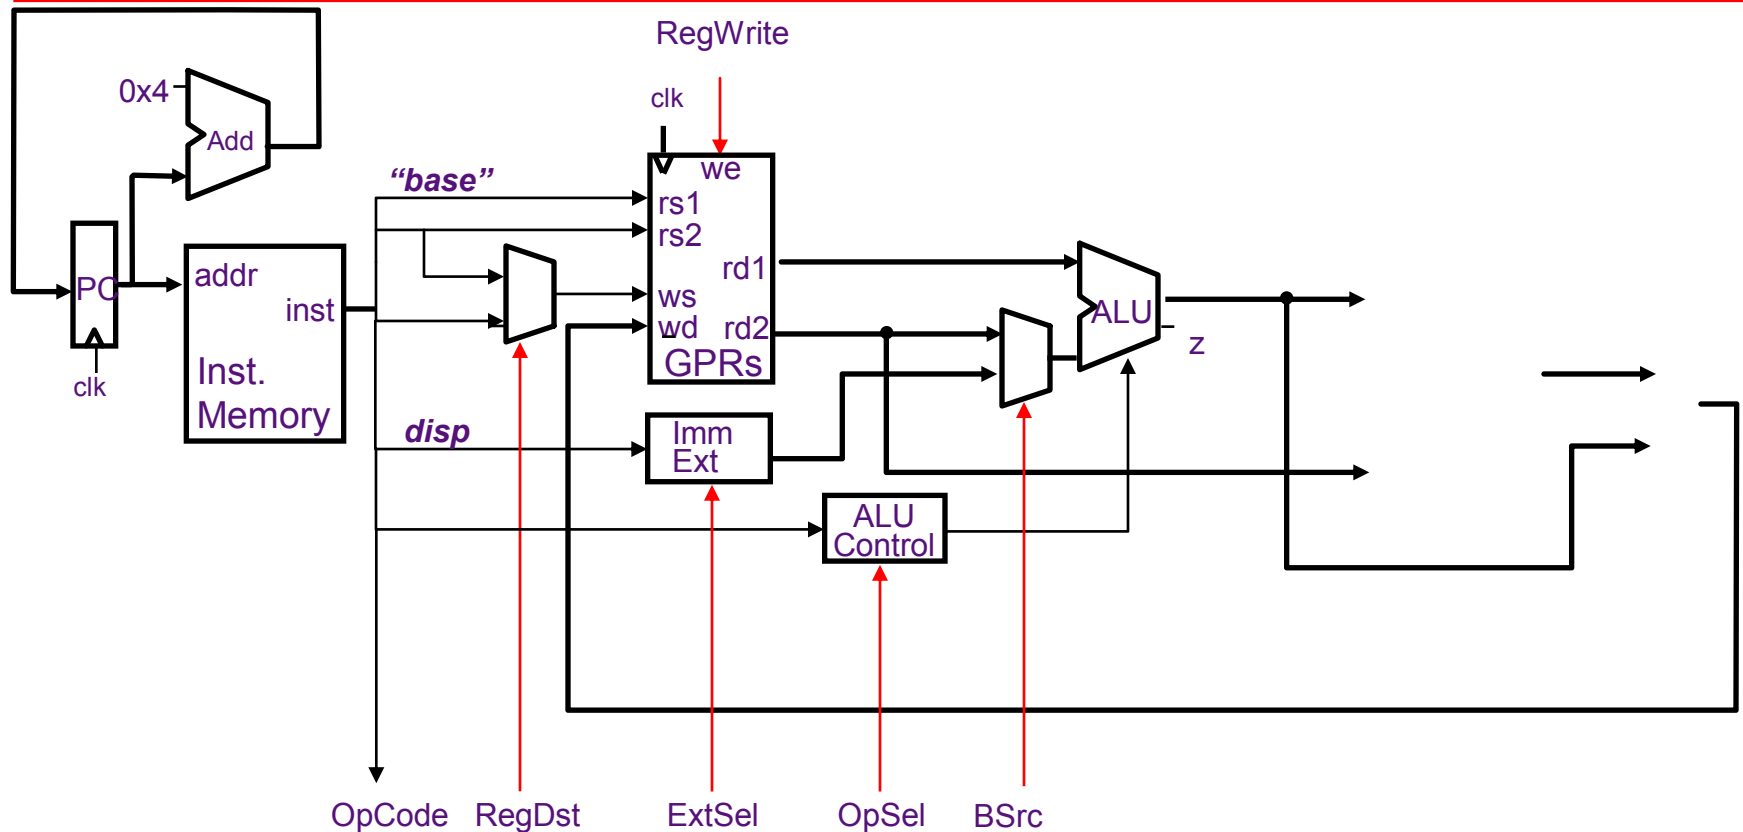 RegWrite
0x4
clk
Add
we
“base”
rs1
rs2
PC
addr
inst
Inst.
Memory
clk
rd1
ws
wd
rd2
GPRs
ALU
z
disp
Imm
Ext
ALU
Control
OpCode
RegDst
ExtSel
OpSel
BSrc